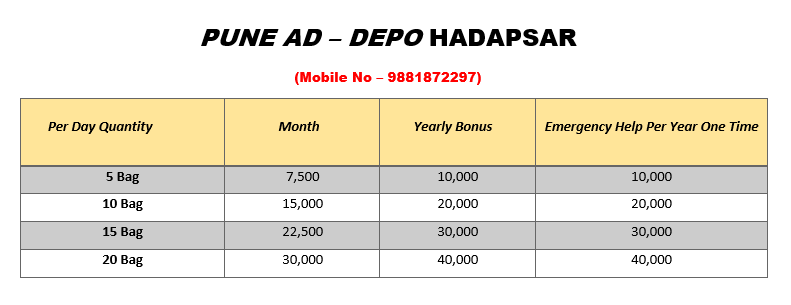 PUNE AD – DEPO HADAPSAR
(Mobile No – 9881872297)
Per Day Quantity Month Yearly Bonus Emergency Help Per Year One Time
5 Bag 7,500 10,000 10,000
10 Bag 15,000 20,000 20,000
15 Bag 22,500 30,000 30,000
20 Bag 30,000 40,000 40,000